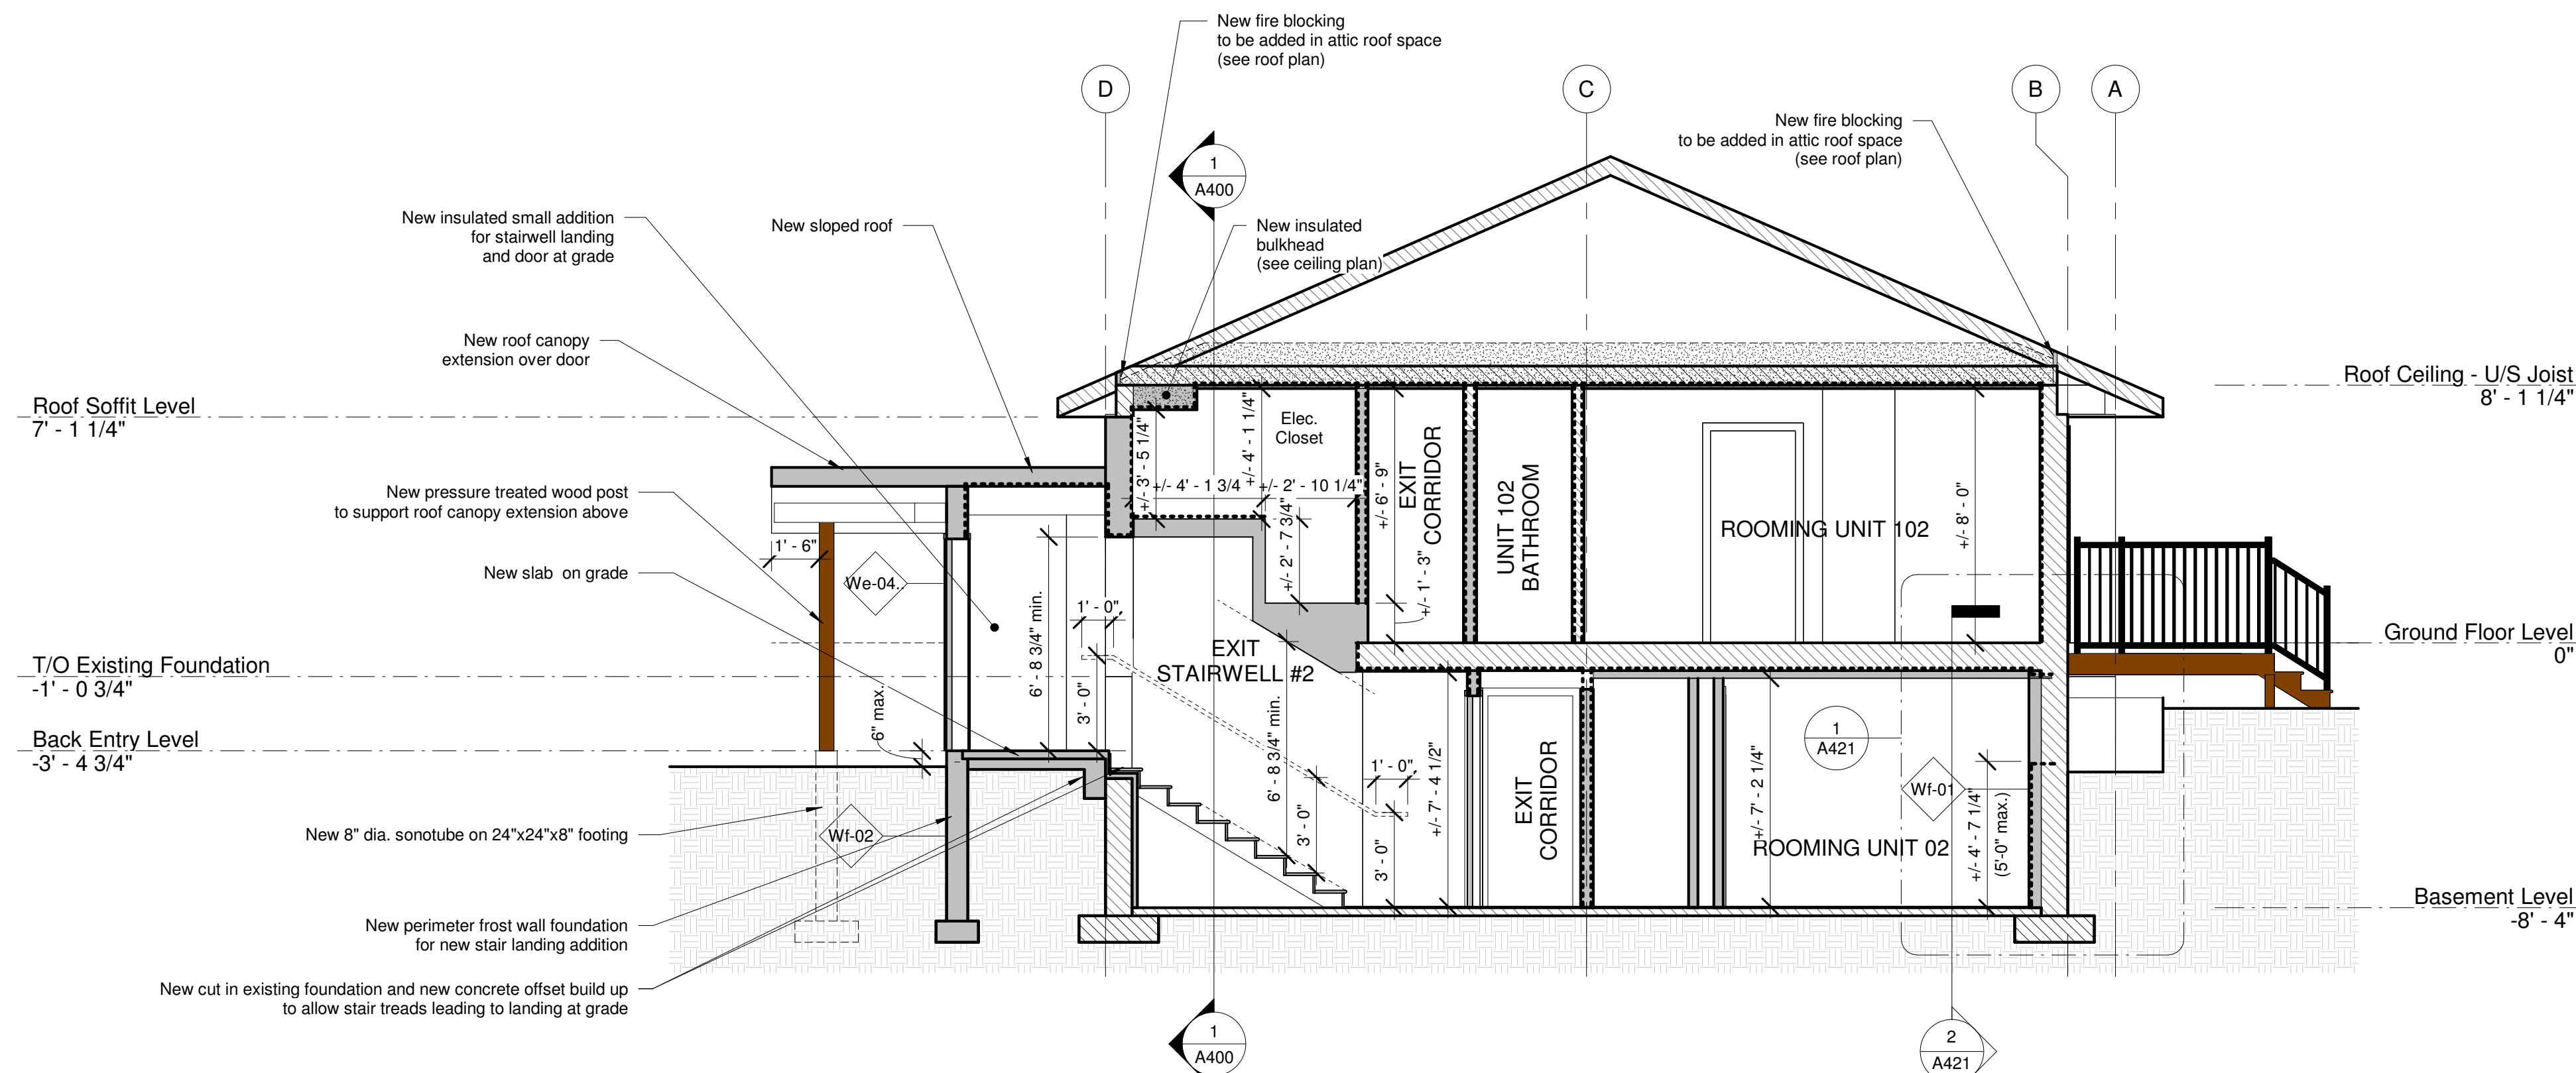 New fire blocking
to be added in attic roof space
(see roof plan)
D
C
B
A
New fire blocking
to be added in attic roof space
(see roof plan)
1
A400
New insulated small addition
for stairwell landing
and door at grade
New sloped roof
New insulated
bulkhead
(see ceiling plan)
New roof canopy
extension over door
Roof Soffit Level
7' - 1 1/4"
Roof Ceiling - U/S Joist
8' - 1 1/4"
Elec.
Closet
+/- 3' - 5 1/4"
+/- 4' - 1 1/4"
+/- 4' - 1 3/4
+/- 2' - 10 1/4"
+/- 6' - 9"
EXIT
CORRIDOR
UNIT 102
BATHROOM
ROOMING UNIT 102
+/- 8' - 0"
New pressure treated wood post
to support roof canopy extension above
1' - 6"
We-04..
New slab on grade
+/- 2' - 7 3/4"
+/- 1' - 3"
6' - 8 3/4" min.
1' - 0"
3' - 0"
EXIT
STAIRWELL #2
Ground Floor Level
0"
T/O Existing Foundation
-1' - 0 3/4"
6" max.
Back Entry Level
-3' - 4 3/4"
6' - 8 3/4" min.
3' - 0"
1' - 0"
3' - 0"
+/- 7' - 4 1/2"
EXIT
CORRIDOR
+/- 7' - 2 1/4"
1
A421
Wf-01
+/- 4' - 7 1/4"
(5'-0" max.)
ROOMING UNIT 02
New 8" dia. sonotube on 24"x24"x8" footing
Wf-02
Basement Level
-8' - 4"
New perimeter frost wall foundation
for new stair landing addition
New cut in existing foundation and new concrete offset build up
to allow stair treads leading to landing at grade
1
A400
2
A421